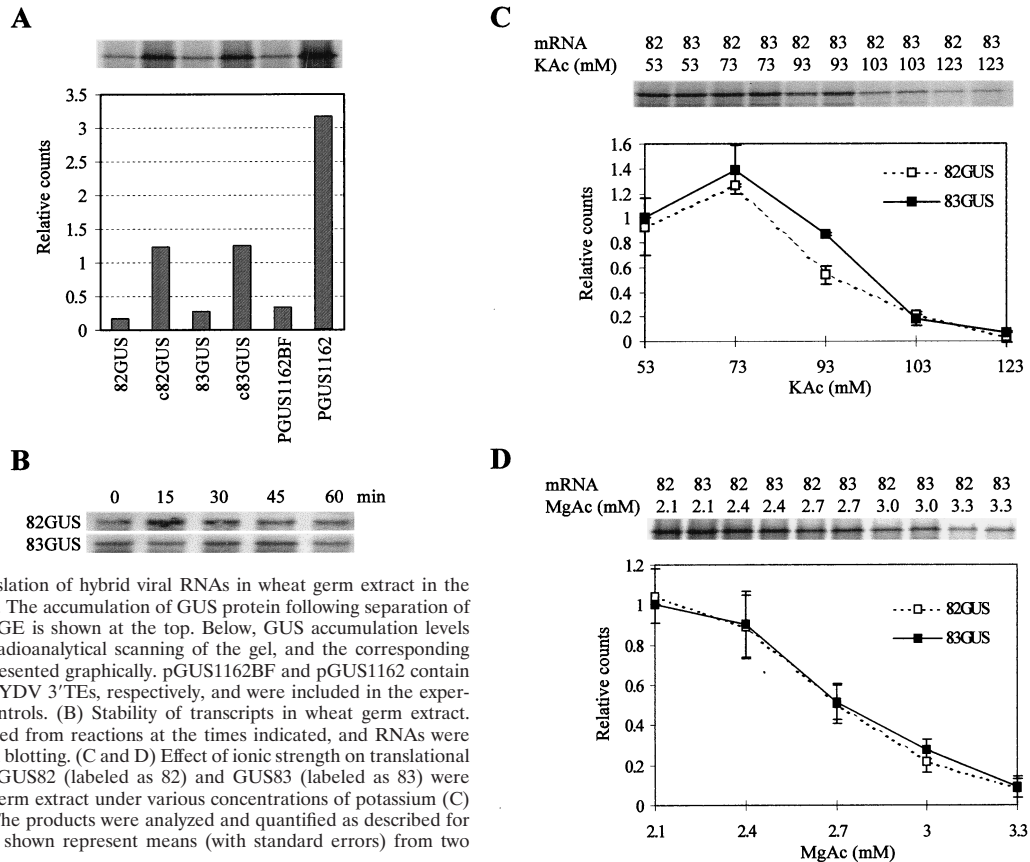 A
3.5
3
2.5
2
1.5
1
0.5
0
Relative counts
82GUS
c82GUS
83GUS
c83GUS
PGUS1162BF
PGUS1162
B
0 15 30 45 60 min
82GUS
83GUS
slation of hybrid viral RNAs in wheat germ extract in the
The accumulation of GUS protein following separation of
GE is shown at the top. Below, GUS accumulation levels
adioanalytical scanning of the gel, and the corresponding
esented graphically. pGUS1162BF and pGUS1162 contain
YDV 3′TEs, respectively, and were included in the exper-
ntrols. (B) Stability of transcripts in wheat germ extract.
ed from reactions at the times indicated, and RNAs were
blotting. (C and D) Effect of ionic strength on translational
GUS82 (labeled as 82) and GUS83 (labeled as 83) were
erm extract under various concentrations of potassium (C)
The products were analyzed and quantified as described for
shown represent means (with standard errors) from two
C
mRNA 82 83 82 83 82 83 82 83 82 83
KAc (mM) 53 53 73 73 93 93 103 103 123 123
1.6
1.4
1.2
1
0.8
0.6
0.4
0.2
0
Relative counts
82GUS
83GUS
53 73 93 103 123
KAc (mM)
D
mRNA 82 83 82 83 82 83 82 83 82 83
MgAc (mM) 2.1 2.1 2.4 2.4 2.7 2.7 3.0 3.0 3.3 3.3
1.2
1
0.8
0.6
0.4
0.2
0
Relative counts
82GUS
83GUS
2.1 2.4 2.7 3 3.3
MgAc (mM)